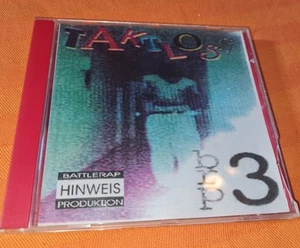 TAKTLOSS
BATTLERAP
HINWEIS
PRODUKTION
3